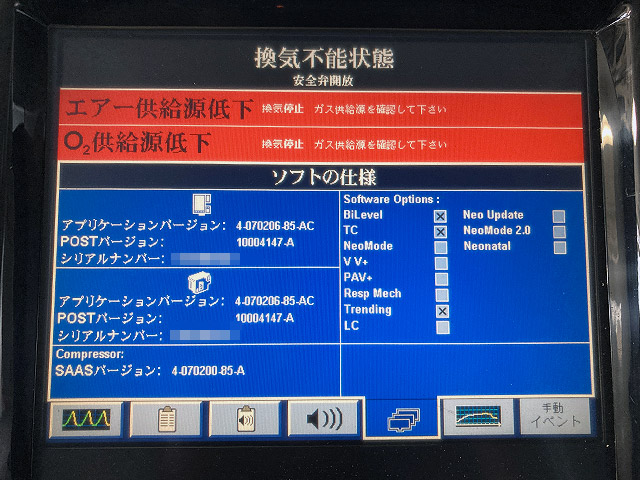 換気不能状態
安全弁開放
エアー供給源低下 換気停止 ガス供給源を確認して下さい
O2供給源低下 換気停止 ガス供給源を確認して下さい
ソフトの仕様
アプリケーションバージョン: 4-070206-85-AC
POSTバージョン: 10004147-A
シリアルナンバー:
アプリケーションバージョン: 4-070206-85-AC
POSTバージョン: 10004147-A
シリアルナンバー:
Compressor:
SAASバージョン: 4-070200-85-A
Software Options :
BiLevel
TC
NeoMode
V V+
PAV+
Resp Mech
Trending
LC
Neo Update
NeoMode 2.0
Neonatal
手動
イベント